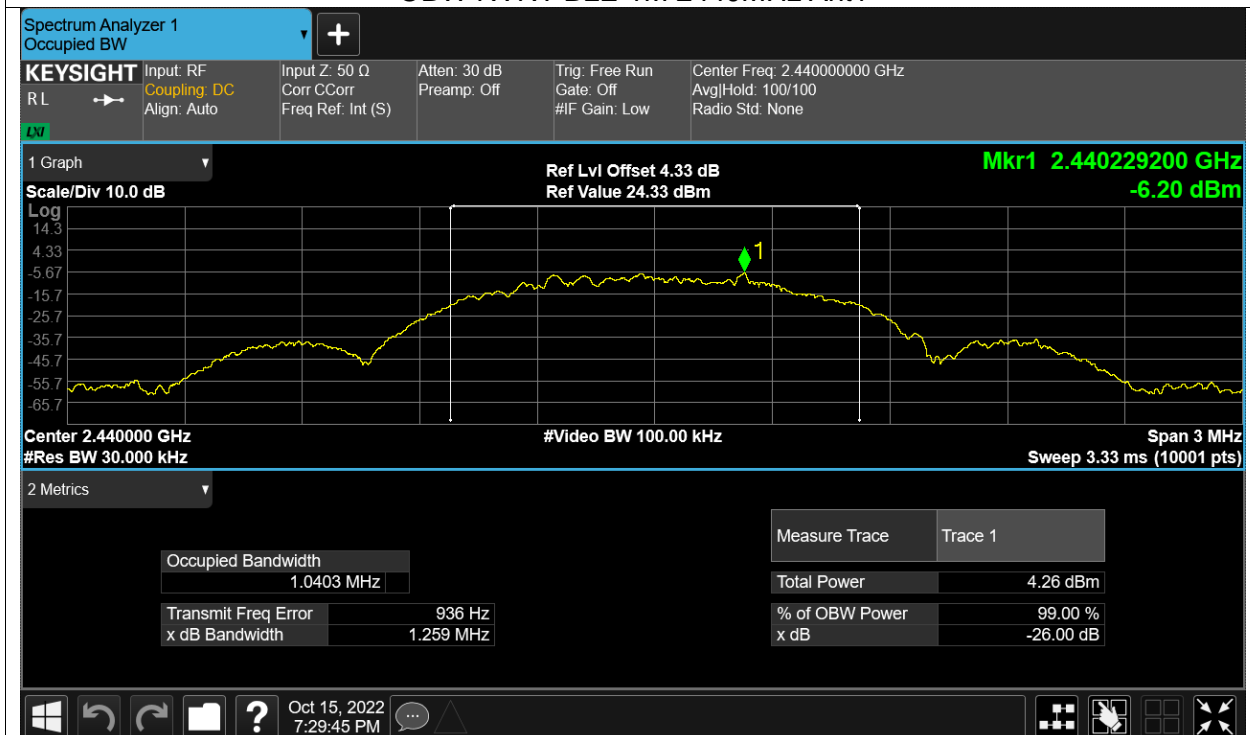 Spectrum Analyzer 1
Occupied BW
KEYSIGHT
RL
LXI
Input: RF
Coupling: DC
Align: Auto
Input Z: 50 Ω
Corr CCorr
Freq Ref: Int (S)
Atten: 30 dB
Preamp: Off
Trig: Free Run
Gate: Off
#IF Gain: Low
Center Freq: 2.440000000 GHz
Avg|Hold: 100/100
Radio Std: None
1 Graph
Scale/Div 10.0 dB
Ref Lvl Offset 4.33 dB
Ref Value 24.33 dBm
Mkr1 2.440229200 GHz
-6.20 dBm
Log
14.3
4.33
-5.67
-15.7
-25.7
-35.7
-45.7
-55.7
-65.7
1
Center 2.440000 GHz
#Res BW 30.000 kHz
#Video BW 100.00 kHz
Span 3 MHz
Sweep 3.33 ms (10001 pts)
2 Metrics
Occupied Bandwidth
1.0403 MHz
Transmit Freq Error 936 Hz
x dB Bandwidth 1.259 MHz
Measure Trace Trace 1
Total Power 4.26 dBm
% of OBW Power 99.00 %
x dB -26.00 dB
?
Oct 15, 2022
7:29:45 PM